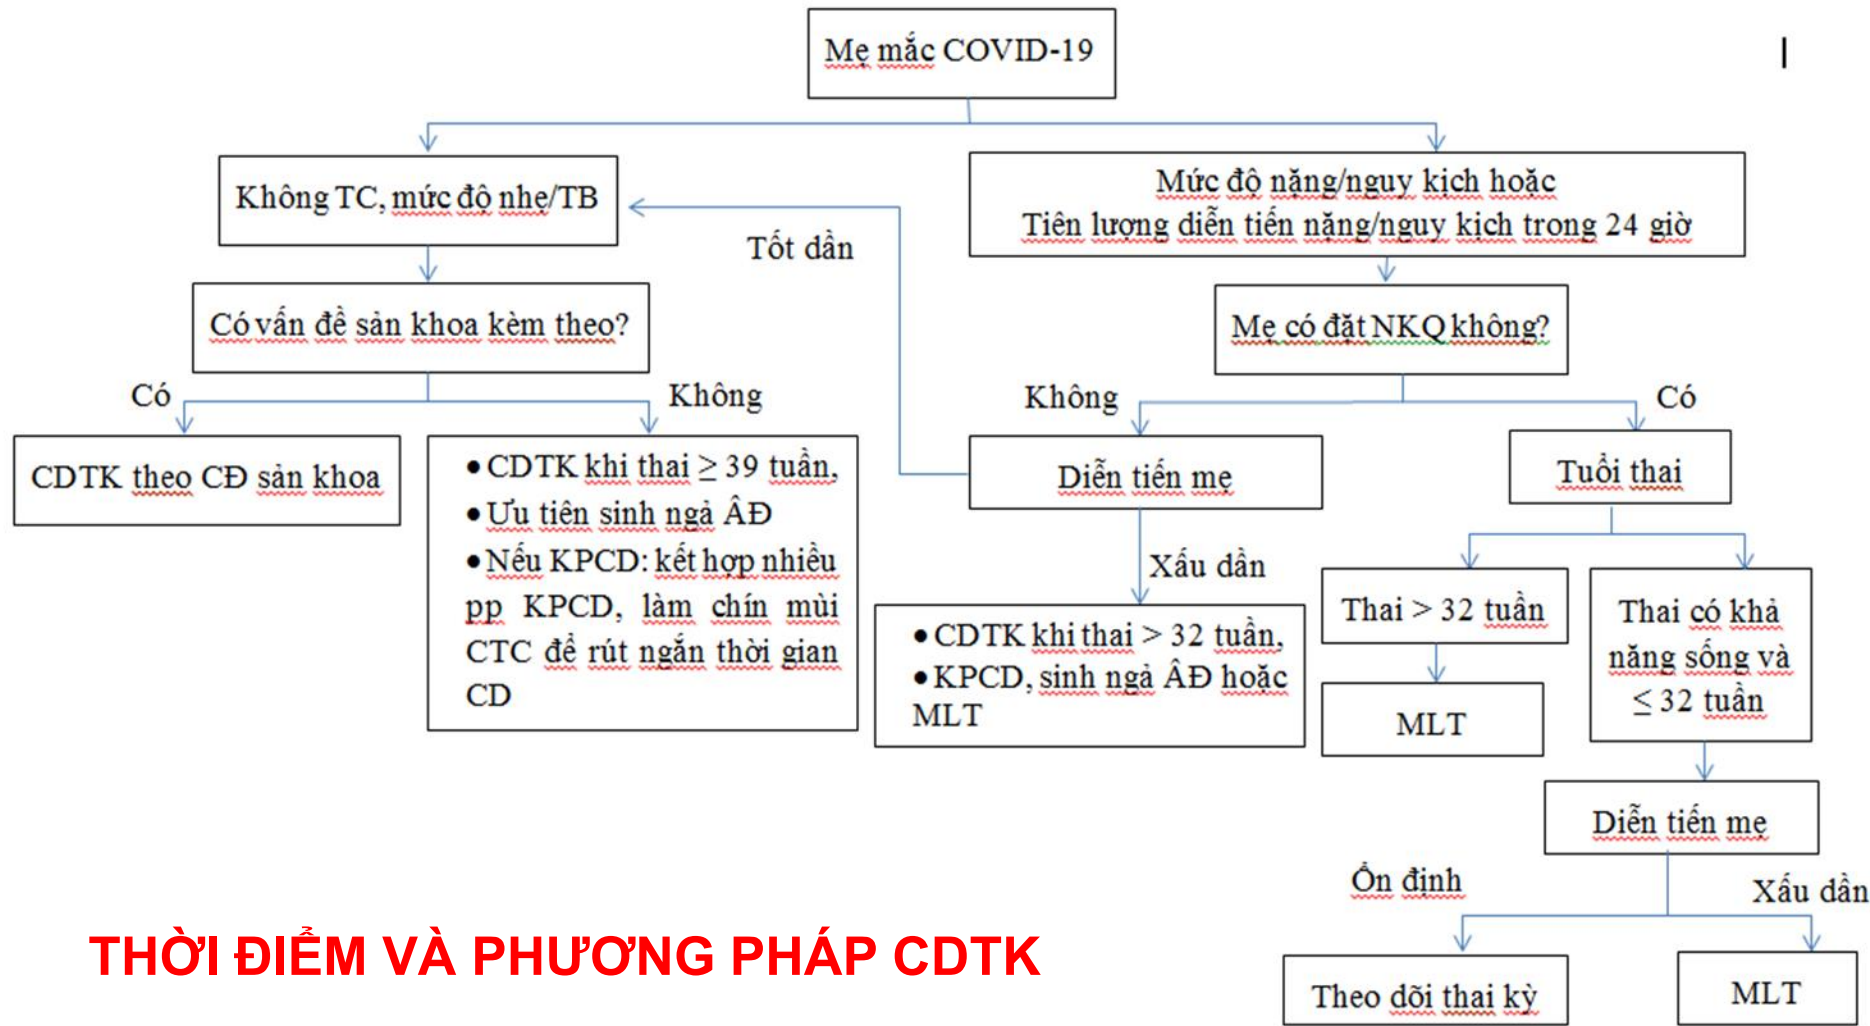 Mẹ mắc COVID-19
Không TC, mức độ nhẹ/TB
Mức độ nặng/nguy kịch hoặc
Tiên lượng diễn tiến nặng/nguy kịch trong 24 giờ
Tốt dần
Có vấn đề sản khoa kèm theo?
Mẹ có đặt NKQ không?
Có
Không
Không
Có
CDTK theo CĐ sản khoa
• CDTK khi thai ≥ 39 tuần,
• Ưu tiên sinh ngả ÂĐ
• Nếu KPCD: kết hợp nhiều
pp KPCD, làm chín mùi
CTC để rút ngắn thời gian
CD
Diễn tiến mẹ
Tuổi thai
Xấu dần
• CDTK khi thai > 32 tuần,
• KPCD, sinh ngả ÂĐ hoặc
MLT
Thai > 32 tuần
Thai có khả
năng sống và
≤ 32 tuần
MLT
Diễn tiến mẹ
Ổn định
Xấu dần
Theo dõi thai kỳ
MLT
THỜI ĐIỂM VÀ PHƯƠNG PHÁP CDTK